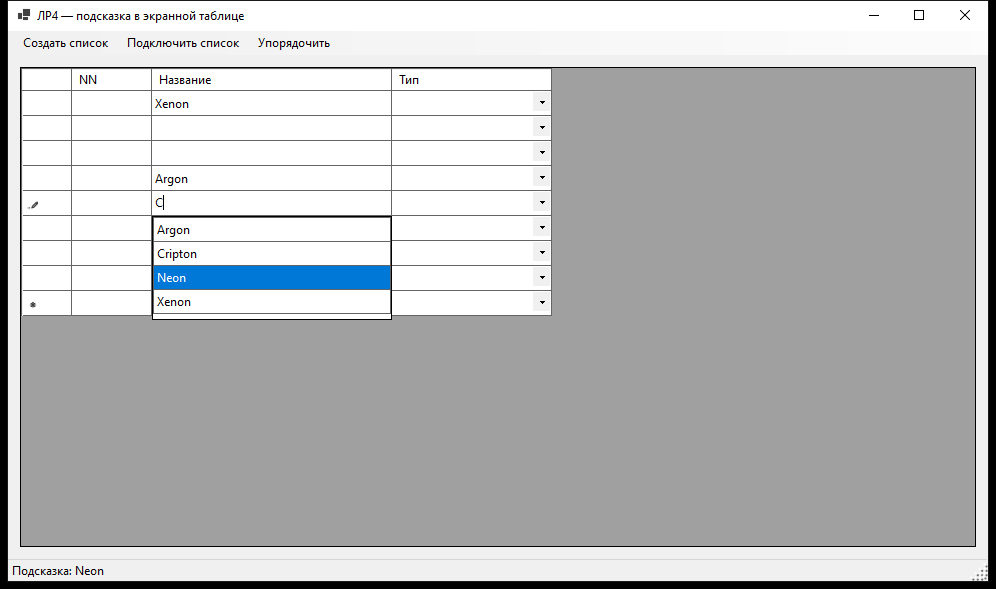 ЛР4 — подсказка в экранной таблице
Создать список Подключить список Упорядочить
NN Название Тип
Xenon
Argon
C
Argon
Cripton
Neon
Xenon
Подсказка: Neon